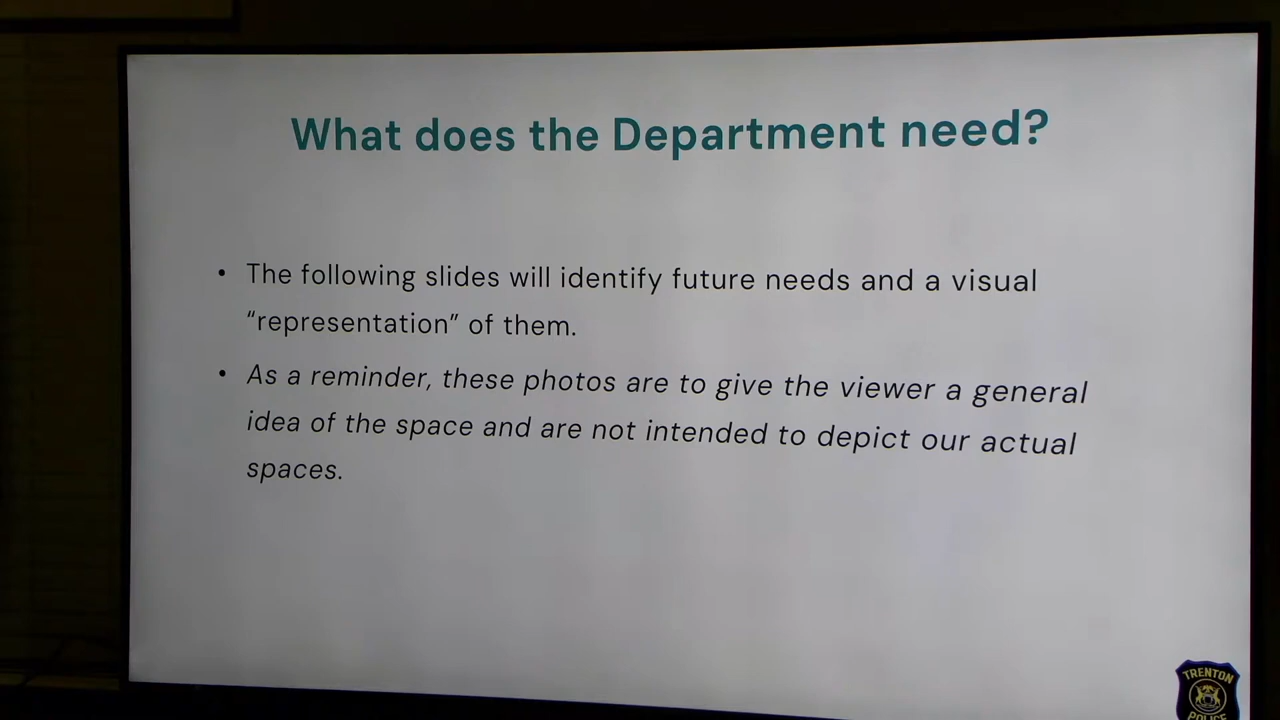 What does the Department need?
• The following slides will identify future needs and a visual
“representation” of them.
• As a reminder, these photos are to give the viewer a general
idea of the space and are not intended to depict our actual
spaces.
TRENTON
POLICE